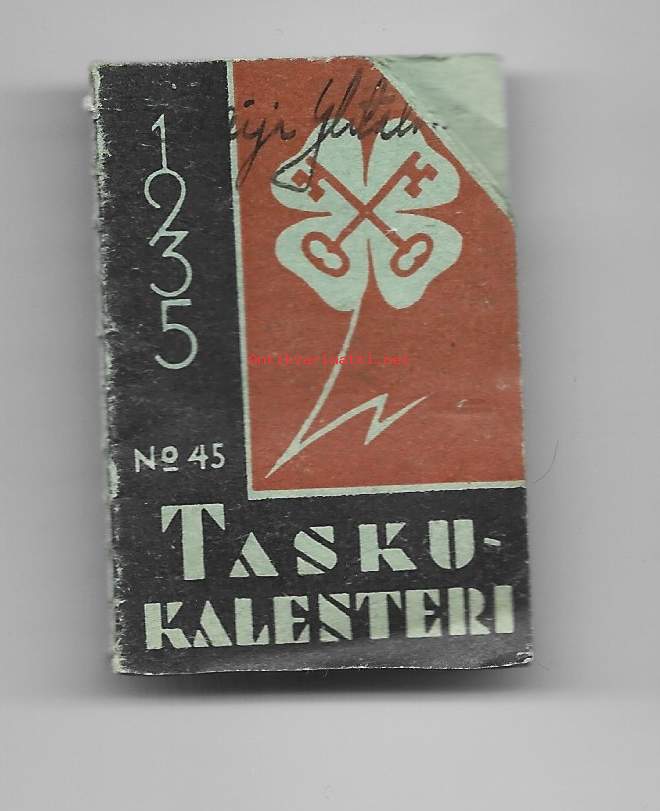 1935
antikvariaatti.net
No 45
TASKU-
KALENTERI